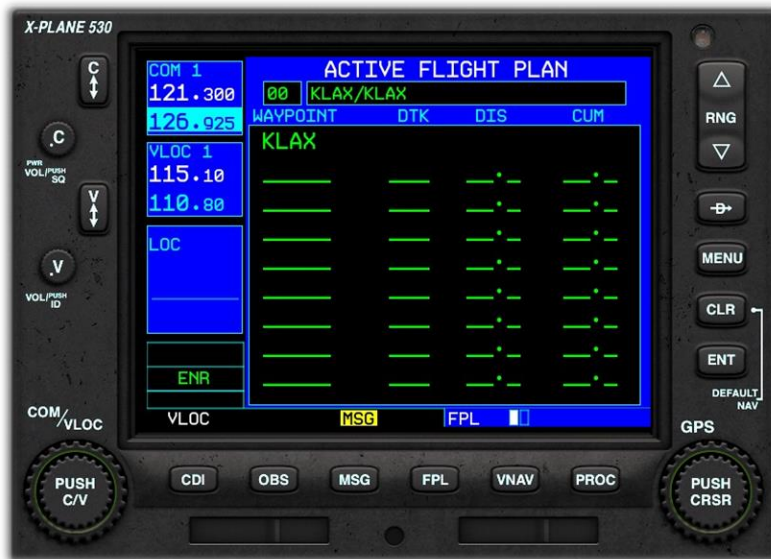 X-PLANE 530
COM 1
121.300
126.925
VLOC 1
115.10
110.80
LOC
ENR
VLOC
ACTIVE FLIGHT PLAN
00 KLAX/KLAX
WAYPOINT DTK DIS CUM
KLAX
MSG
FPL
C
.C
PWR
VOL/PUSH SQ
V
.V
VOL/PUSH ID
COM/VLOC
PUSH C/V
CDI
OBS
MSG
FPL
VNAV
PROC
RNG
D
MENU
CLR
ENT
DEFAULT NAV
GPS
PUSH CRSR